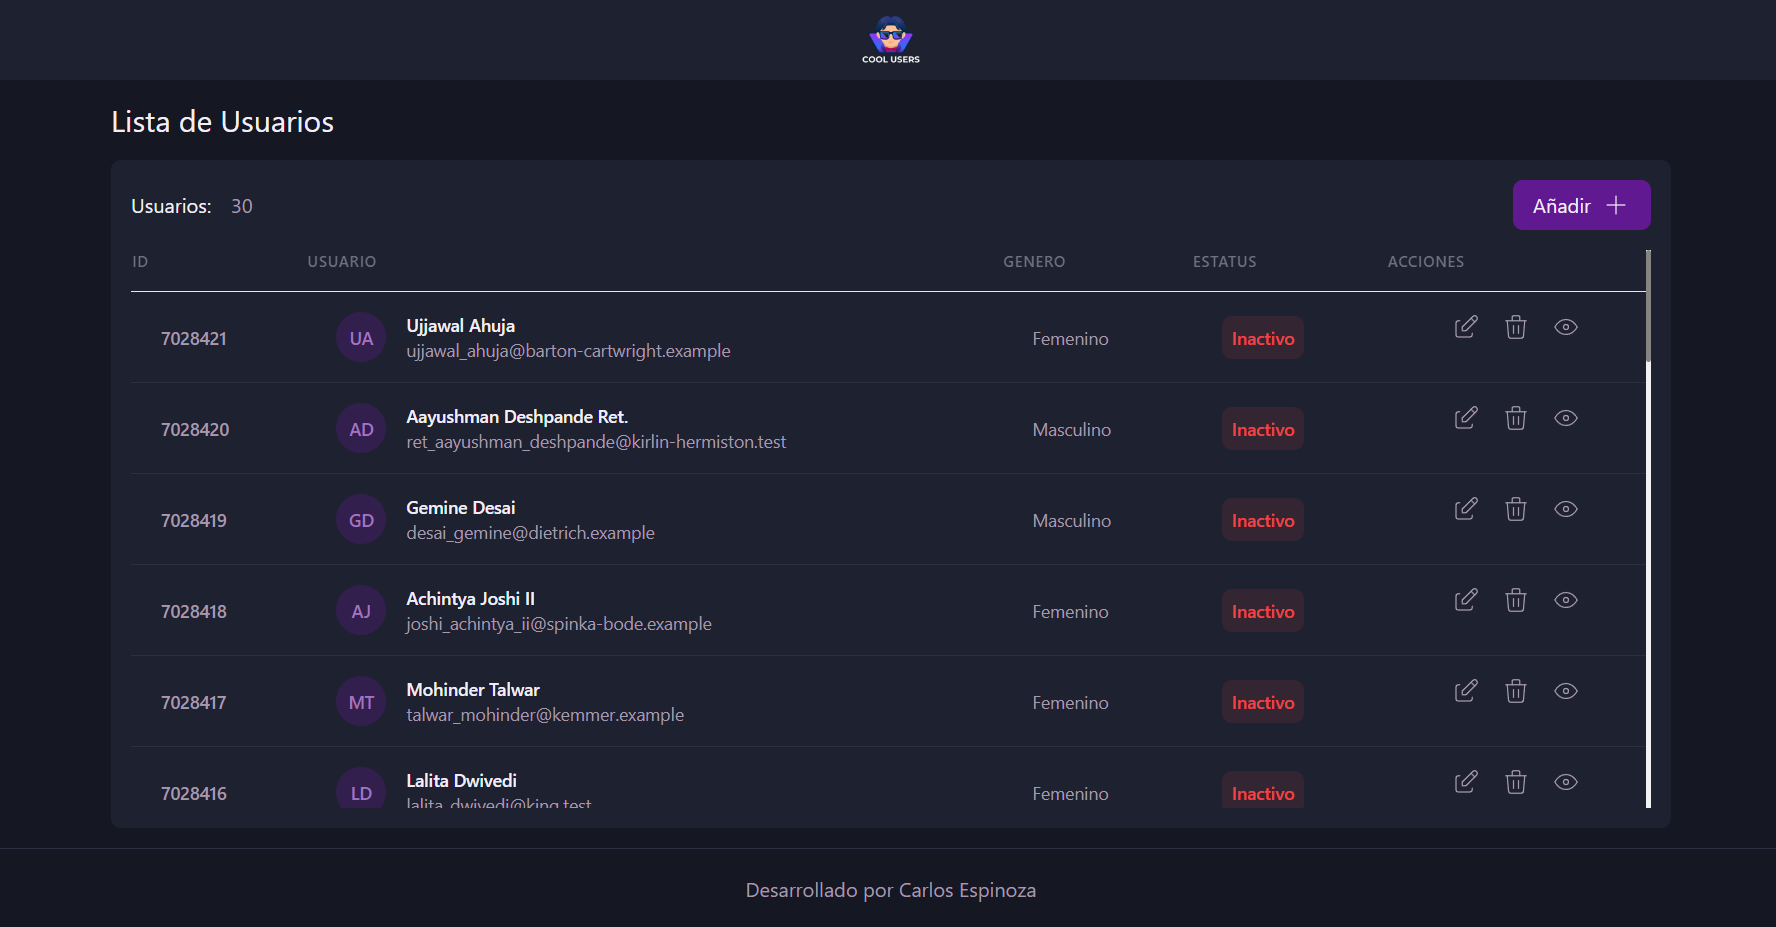 COOL USERS
Lista de Usuarios
Usuarios: 30
Añadir
ID USUARIO GENERO ESTATUS ACCIONES
7028421 UA Ujjawal Ahuja Femenino Inactivo
ujjawal_ahuja@barton-cartwright.example
7028420 AD Aayushman Deshpande Ret. Masculino Inactivo
ret_aayushman_deshpande@kirlin-hermiston.test
7028419 GD Gemine Desai Masculino Inactivo
desai_gemine@dietrich.example
7028418 AJ Achintya Joshi II Femenino Inactivo
joshi_achintya_ii@spinka-bode.example
7028417 MT Mohinder Talwar Femenino Inactivo
talwar_mohinder@kemmer.example
7028416 LD Lalita Dwivedi Femenino Inactivo
lalita_dwivedi@king.test
Desarrollado por Carlos Espinoza